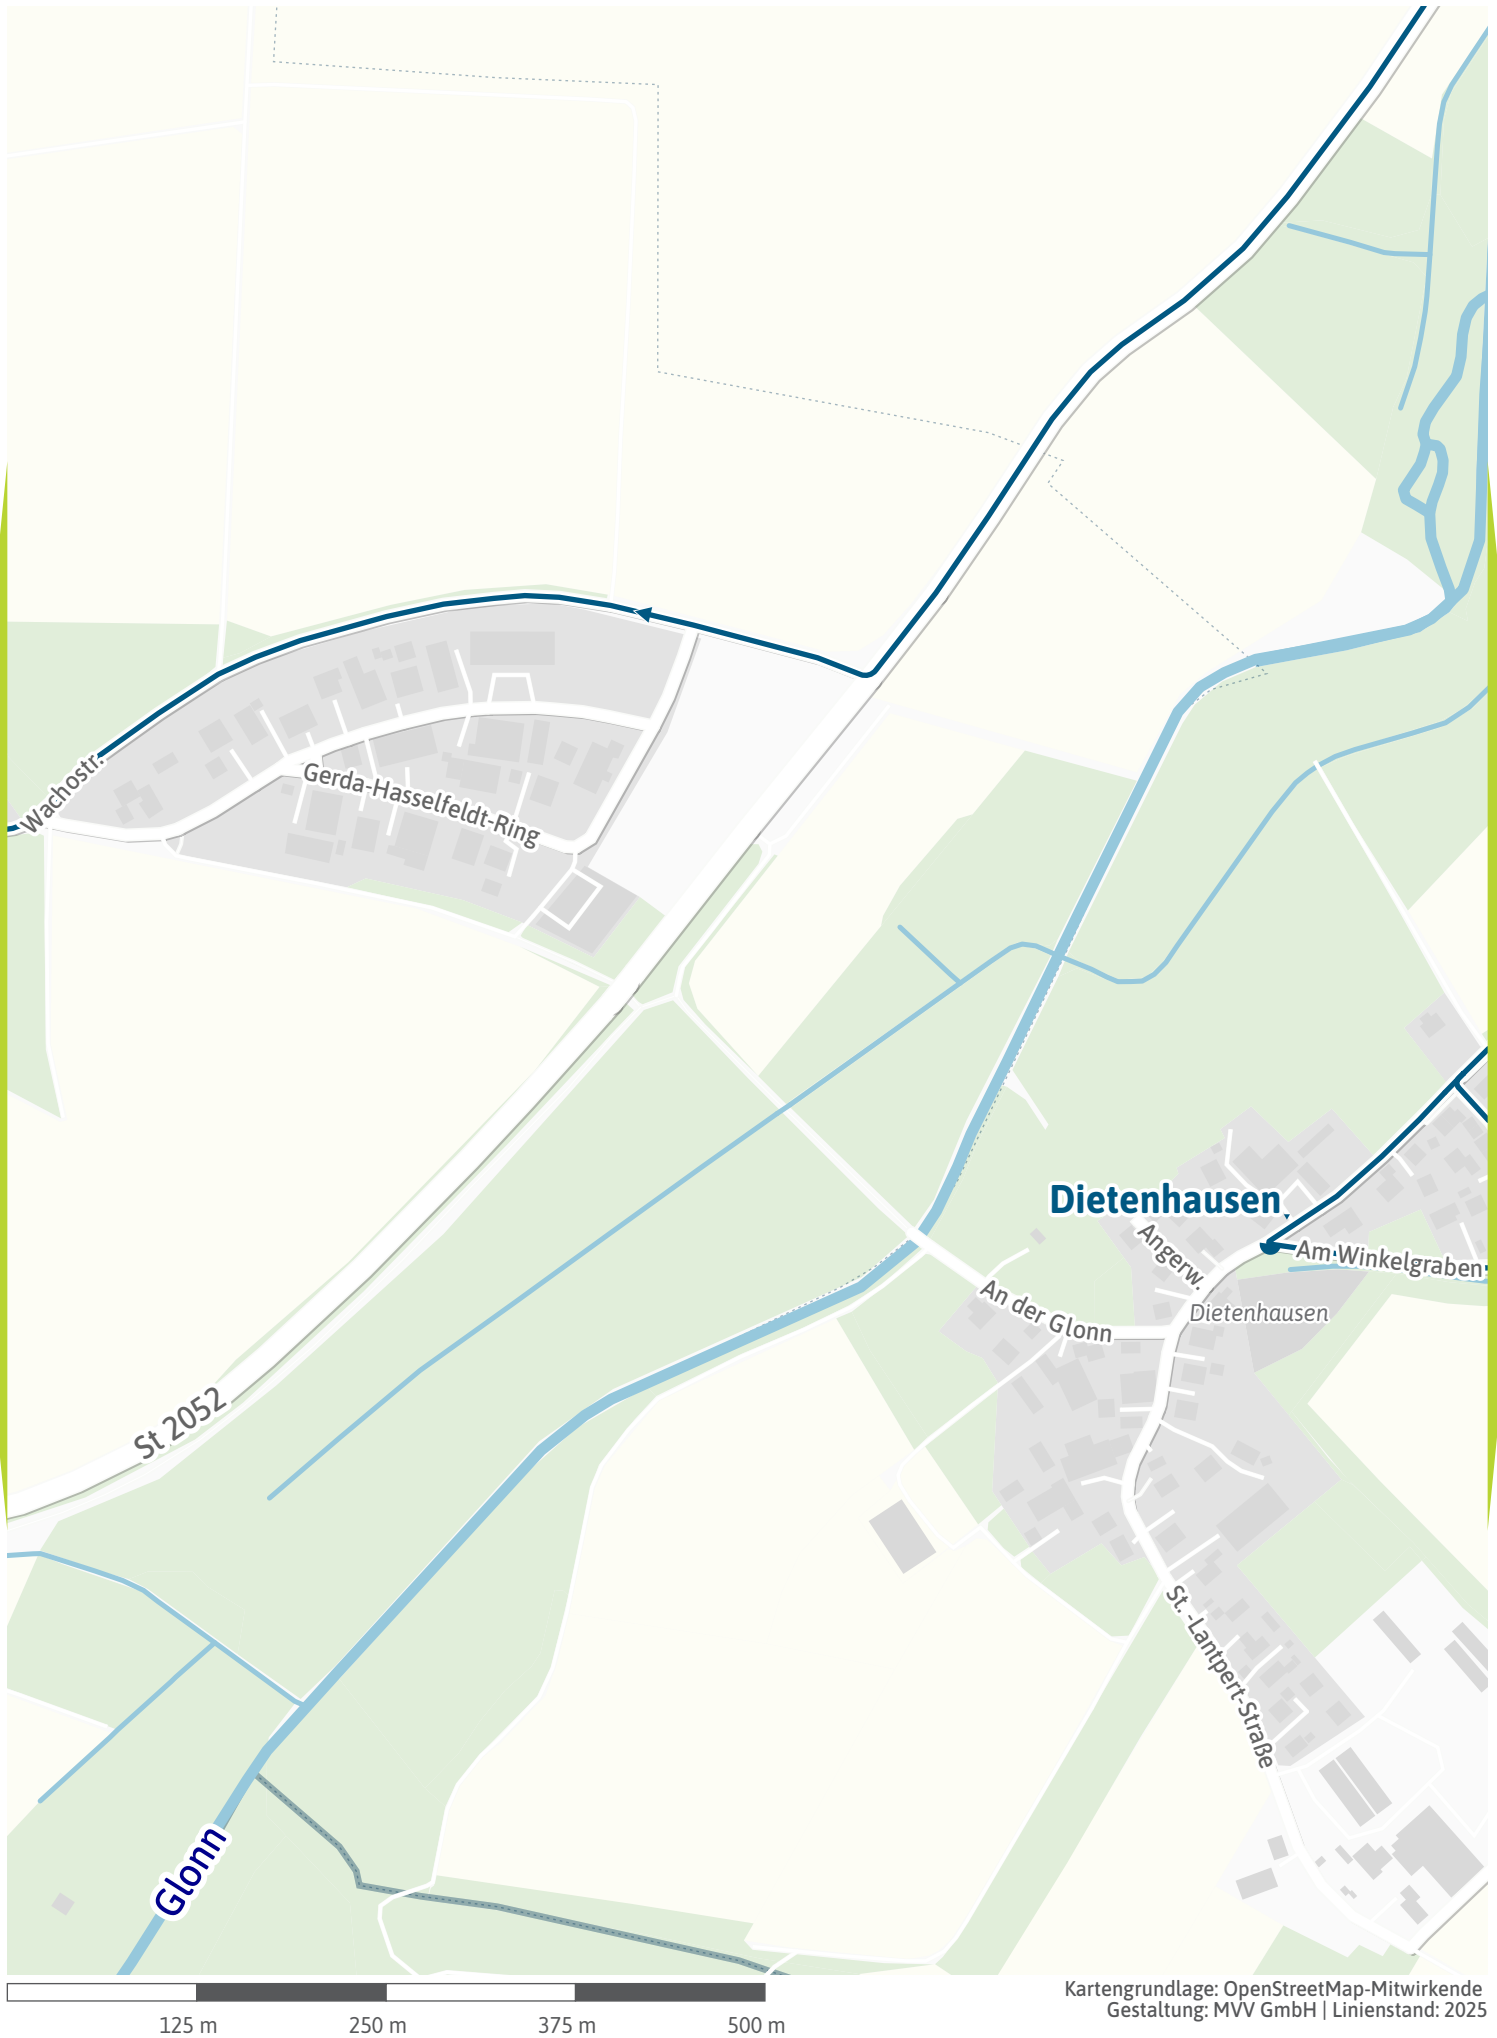 Wachostr.
Gerda-Hasselfeldt-Ring
Dietenhausen
Angerw.
Am Winkelgraben
An der Glonn
Dietenhausen
St 2052
St.-Lantpert-Straße
Glonn
Kartengrundlage: OpenStreetMap-Mitwirkende
Gestaltung: MVV GmbH | Linienstand: 2025
125 m
250 m
375 m
500 m